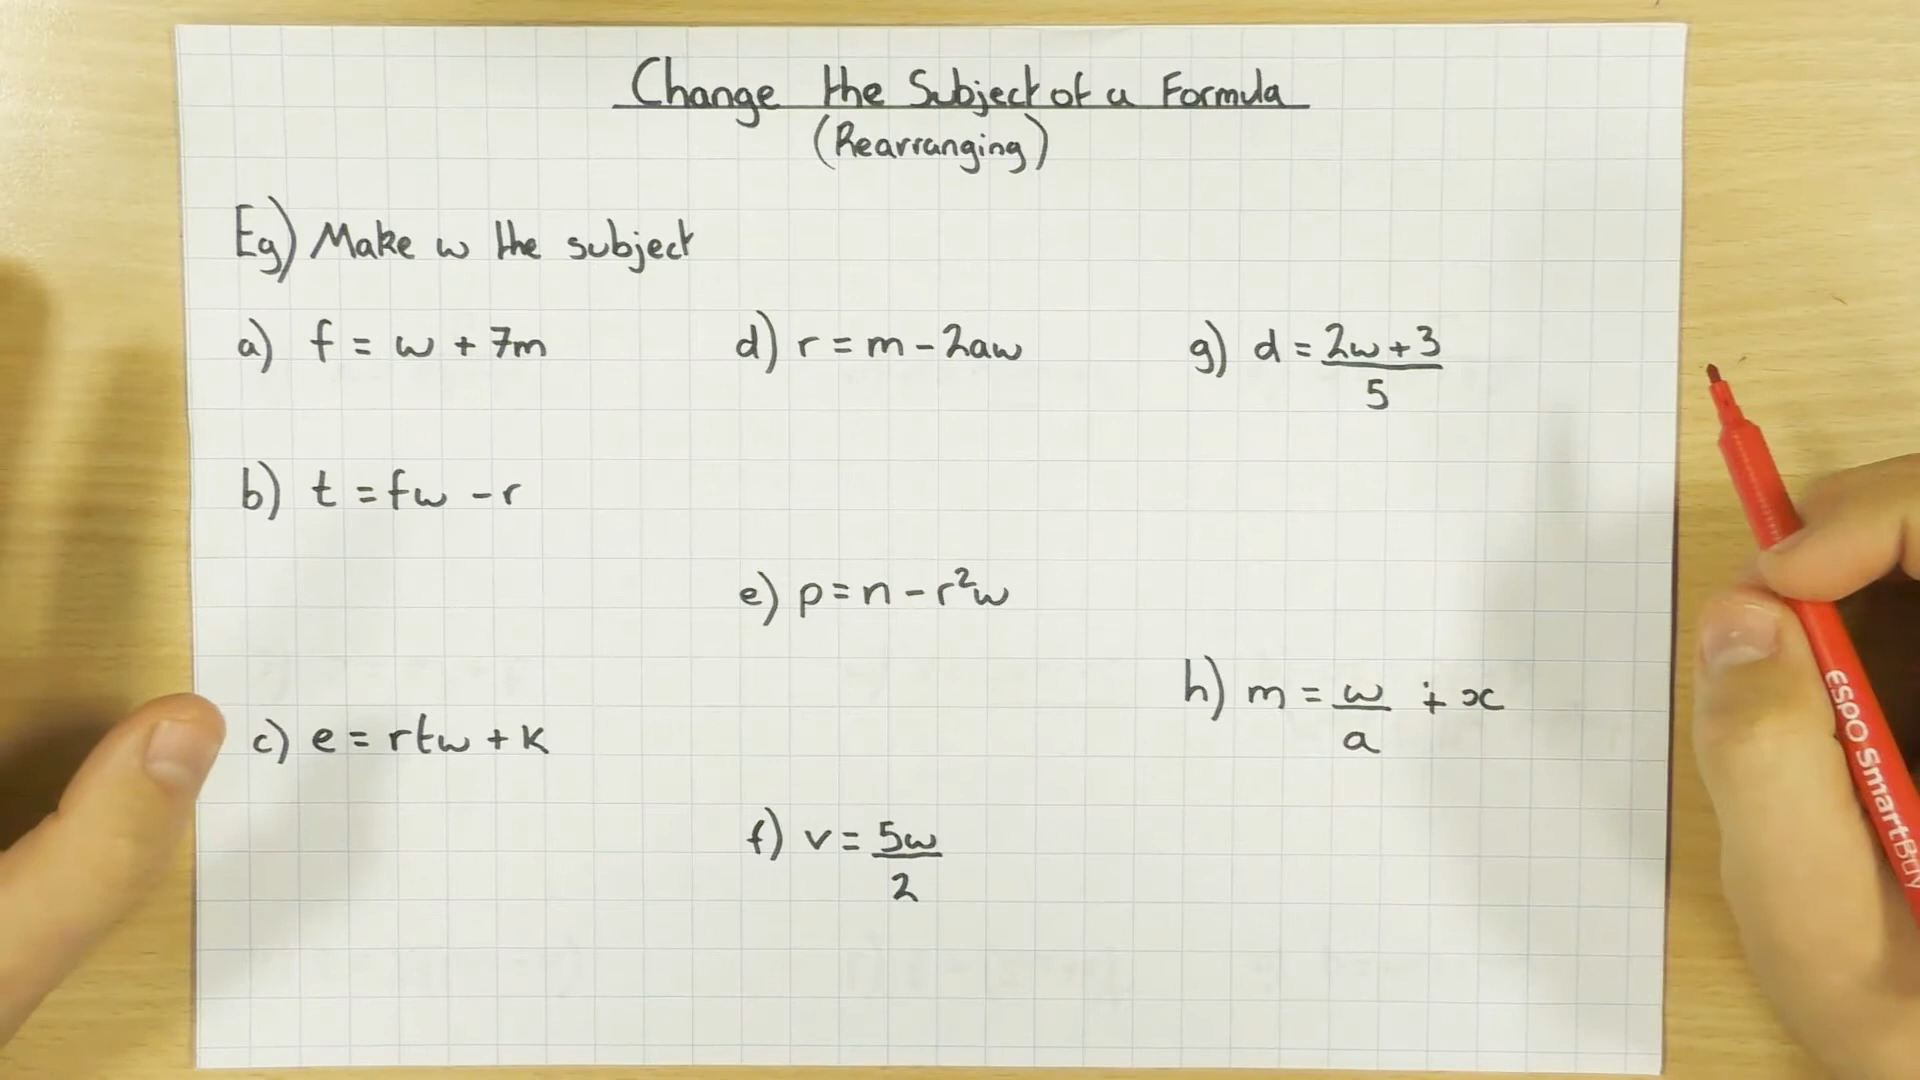 Change the Subject of a Formula
(Rearranging)
Eg) Make w the subject
a) f = w + 7m
b) t = fw - r
c) e = rtw + k
d) r = m - 2aw
e) p = n - r²w
f) v = 5w
2
g) d = 2w + 3
5
h) m = w + x
a
espo SmartBuy